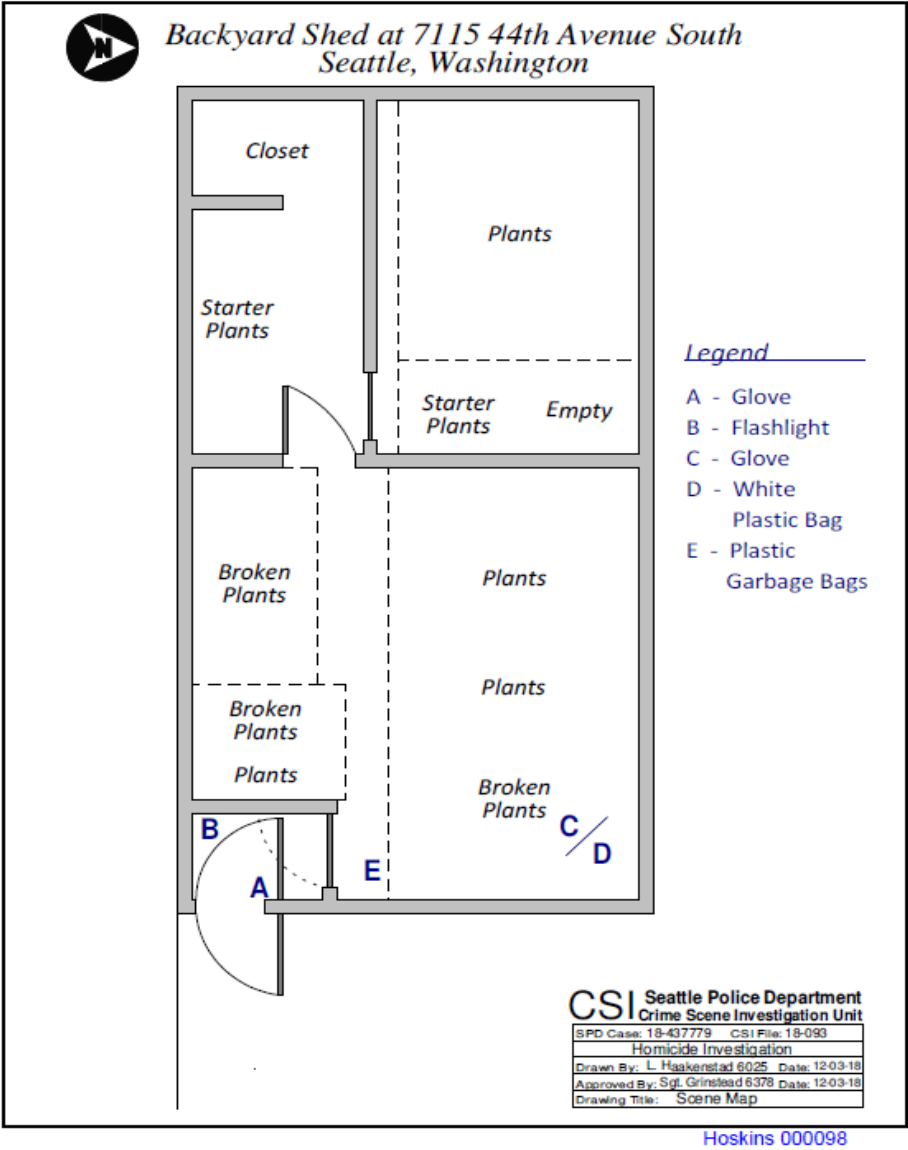 N
Backyard Shed at 7115 44th Avenue South
Seattle, Washington
Closet
Plants
Starter
Plants
Starter
Plants
Empty
Legend
A - Glove
B - Flashlight
C - Glove
D - White
Plastic Bag
E - Plastic
Garbage Bags
Broken
Plants
Plants
Plants
Broken
Plants
Plants
Broken
Plants
B
A
E
C
D
CSI Seattle Police Department
Crime Scene Investigation Unit
SPD Case: 18-437779 CSI File: 18-093
Homicide Investigation
Drawn By: L. Haakenstad 6025 Date: 12-03-18
Approved By: Sgt. Grinstead 6378 Date: 12-03-18
Drawing Title: Scene Map
Hoskins 000098